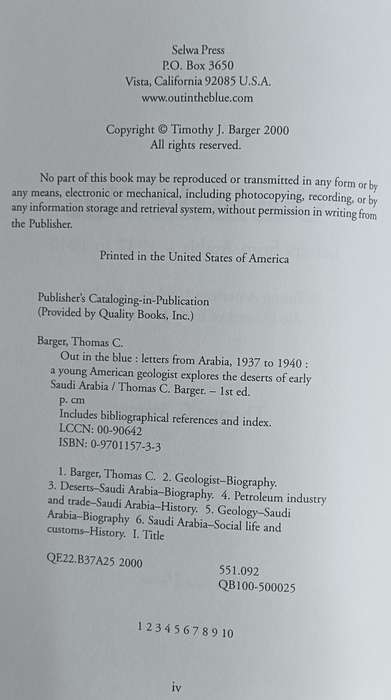 Selwa Press
P.O. Box 3650
Vista, California 92085 U.S.A.
www.outintheblue.com
Copyright © Timothy J. Barger 2000
All rights reserved.
No part of this book may be reproduced or transmitted in any form or by
any means, electronic or mechanical, including photocopying, recording, or by
any information storage and retrieval system, without permission in writing from
the Publisher.
Printed in the United States of America
Publisher's Cataloging-in-Publication
(Provided by Quality Books, Inc.)
Barger, Thomas C.
Out in the blue : letters from Arabia, 1937 to 1940 :
a young American geologist explores the deserts of early
Saudi Arabia / Thomas C. Barger. – 1st ed.
p. cm
Includes bibliographical references and index.
LCCN: 00-90642
ISBN: 0-9701157-3-3
1. Barger, Thomas C. 2. Geologist–Biography.
3. Deserts–Saudi Arabia–Biography. 4. Petroleum industry
and trade–Saudi Arabia–History. 5. Geology–Saudi
Arabia–Biography 6. Saudi Arabia–Social life and
customs–History. I. Title
QE22.B37A25 2000
551.092
QB100-500025
1 2 3 4 5 6 7 8 9 10
iv